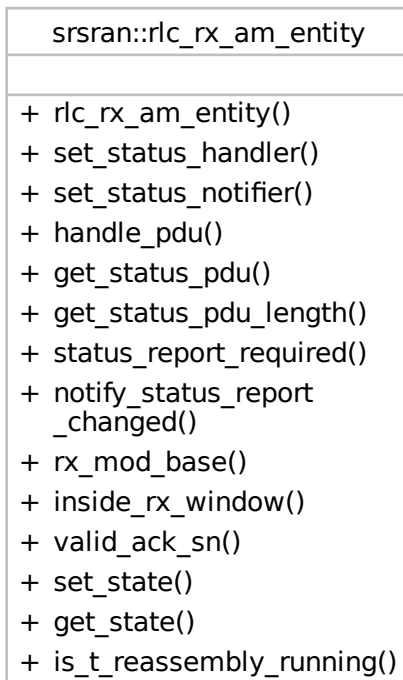 srsran::rlc_rx_am_entity
+ rlc_rx_am_entity()
+ set_status_handler()
+ set_status_notifier()
+ handle_pdu()
+ get_status_pdu()
+ get_status_pdu_length()
+ status_report_required()
+ notify_status_report
_changed()
+ rx_mod_base()
+ inside_rx_window()
+ valid_ack_sn()
+ set_state()
+ get_state()
+ is_t_reassembly_running()